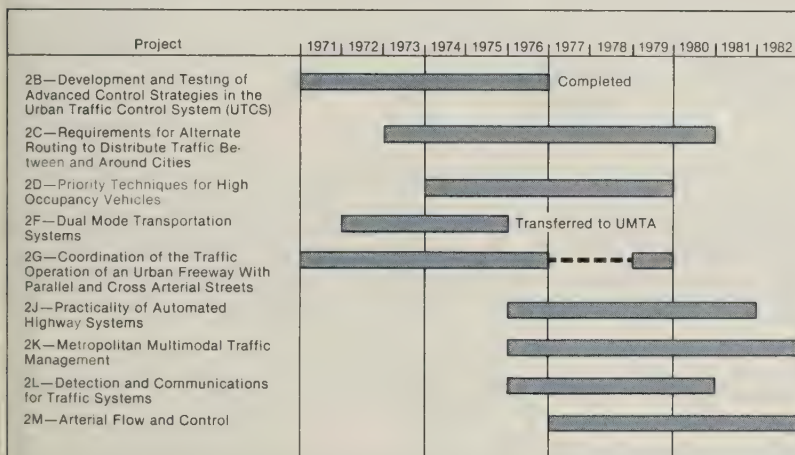 Project
1971 1972 1973 1974 1975 1976 1977 1978 1979 1980 1981 1982
2B—Development and Testing of
Advanced Control Strategies in the
Urban Traffic Control System (UTCS)
Completed
2C—Requirements for Alternate
Routing to Distribute Traffic Be-
tween and Around Cities
2D—Priority Techniques for High
Occupancy Vehicles
2F—Dual Mode Transportation
Systems
Transferred to UMTA
2G—Coordination of the Traffic
Operation of an Urban Freeway With
Parallel and Cross Arterial Streets
2J—Practicality of Automated
Highway Systems
2K—Metropolitan Multimodal Traffic
Management
2L—Detection and Communications
for Traffic Systems
2M—Arterial Flow and Control